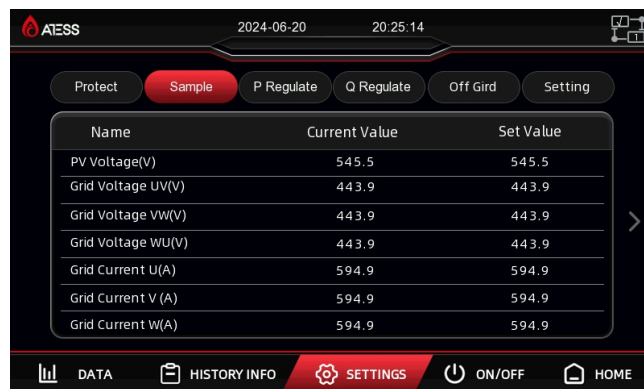 ATESS 2024-06-20 20:25:14
1
Protect Sample P Regulate Q Regulate Off Gird Setting
Name Current Value Set Value
PV Voltage(V) 545.5 545.5
Grid Voltage UV(V) 443.9 443.9
Grid Voltage VW(V) 443.9 443.9
Grid Voltage WU(V) 443.9 443.9
Grid Current U(A) 594.9 594.9
Grid Current V (A) 594.9 594.9
Grid Current W(A) 594.9 594.9
DATA HISTORY INFO SETTINGS ON/OFF HOME